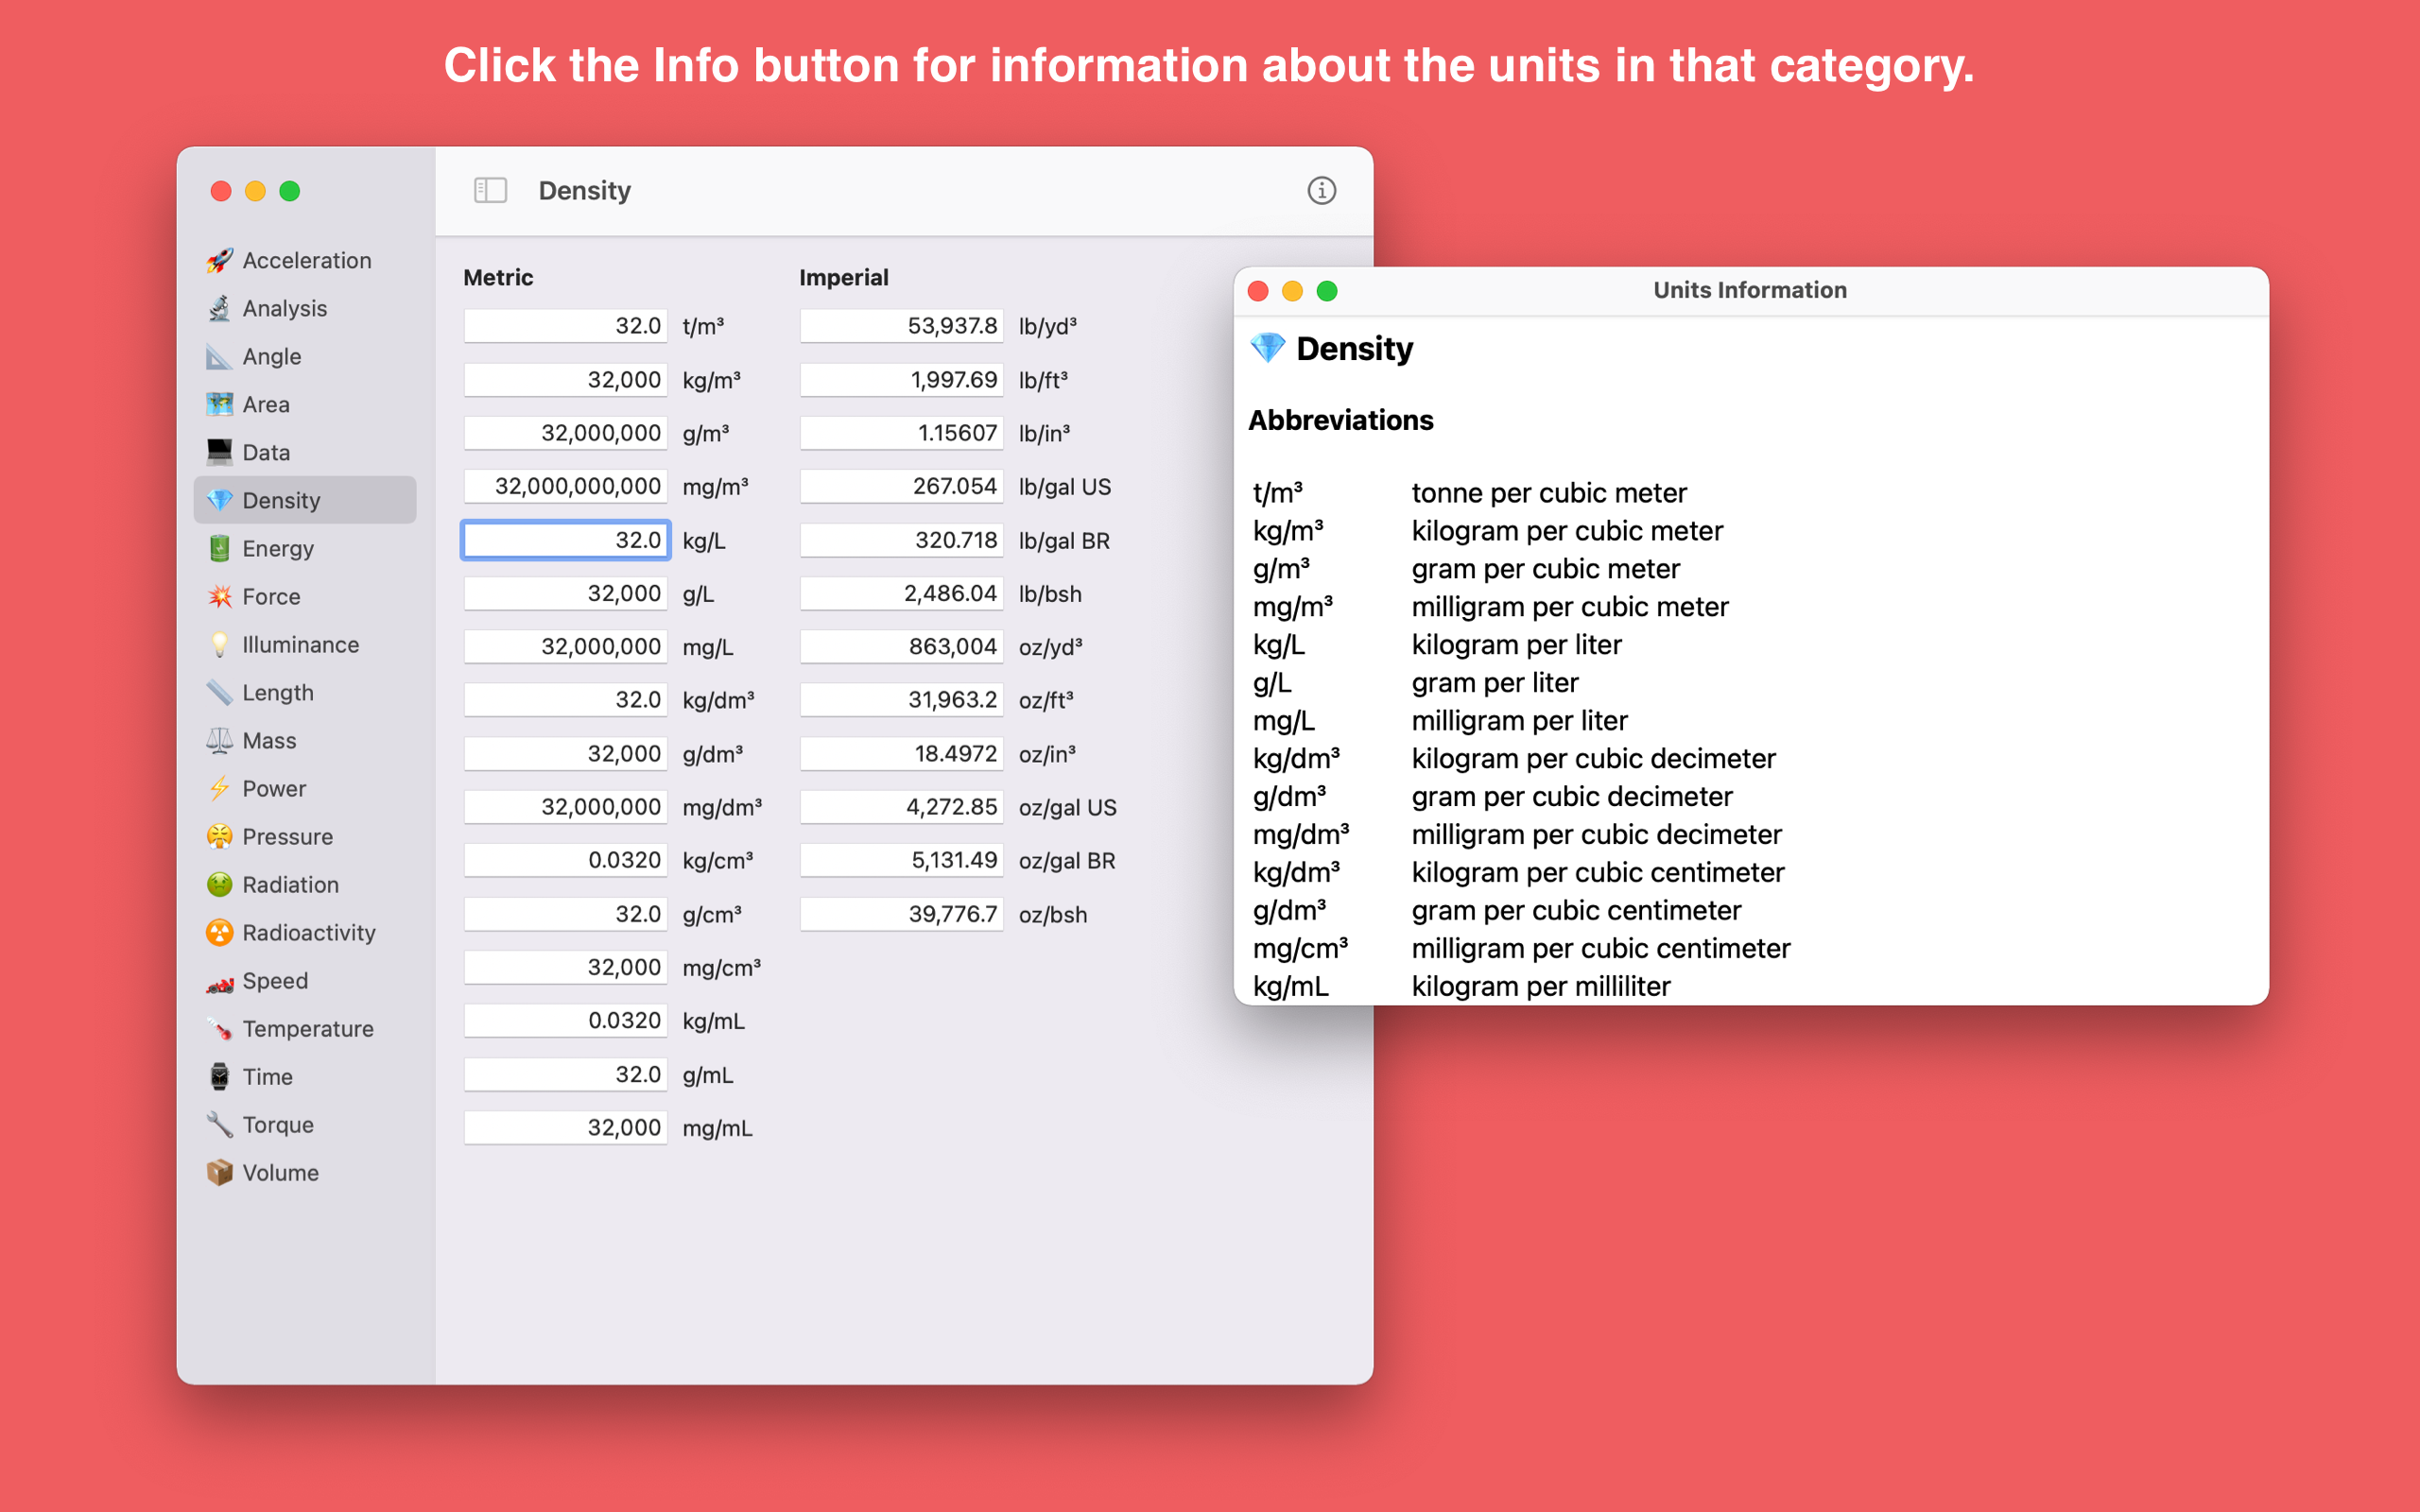 Click the Info button for information about the units in that category.
Density
Acceleration
Analysis
Angle
Area
Data
Density
Energy
Force
Illuminance
Length
Mass
Power
Pressure
Radiation
Radioactivity
Speed
Temperature
Time
Torque
Volume
Metric Imperial
32.0 t/m³ 53,937.8 lb/yd³
32,000 kg/m³ 1,997.69 lb/ft³
32,000,000 g/m³ 1.15607 lb/in³
32,000,000,000 mg/m³ 267.054 lb/gal US
32.0 kg/L 320.718 lb/gal BR
32,000 g/L 2,486.04 lb/bsh
32,000,000 mg/L 863,004 oz/yd³
32.0 kg/dm³ 31,963.2 oz/ft³
32,000 g/dm³ 18.4972 oz/in³
32,000,000 mg/dm³ 4,272.85 oz/gal US
0.0320 kg/cm³ 5,131.49 oz/gal BR
32.0 g/cm³ 39,776.7 oz/bsh
32,000 mg/cm³
0.0320 kg/mL
32.0 g/mL
32,000 mg/mL
Units Information
Density
Abbreviations
t/m³ tonne per cubic meter
kg/m³ kilogram per cubic meter
g/m³ gram per cubic meter
mg/m³ milligram per cubic meter
kg/L kilogram per liter
g/L gram per liter
mg/L milligram per liter
kg/dm³ kilogram per cubic decimeter
g/dm³ gram per cubic decimeter
mg/dm³ milligram per cubic decimeter
kg/dm³ kilogram per cubic centimeter
g/dm³ gram per cubic centimeter
mg/cm³ milligram per cubic centimeter
kg/mL kilogram per milliliter